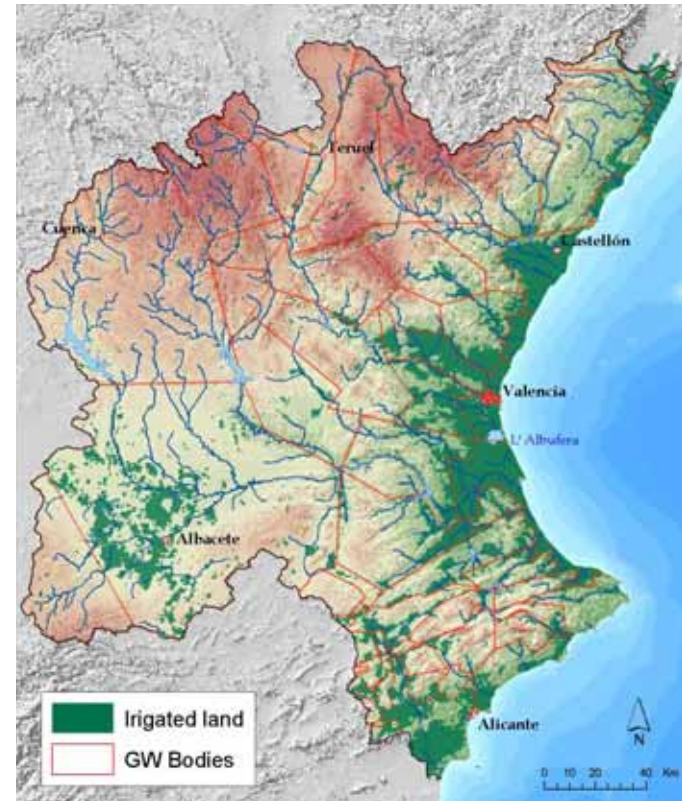 Teruel
Cuenca
Castellón
Valencia
L' Albufera
Albacete
Alicante
Irigated land
GW Bodies
N
0 10 20 40 Km